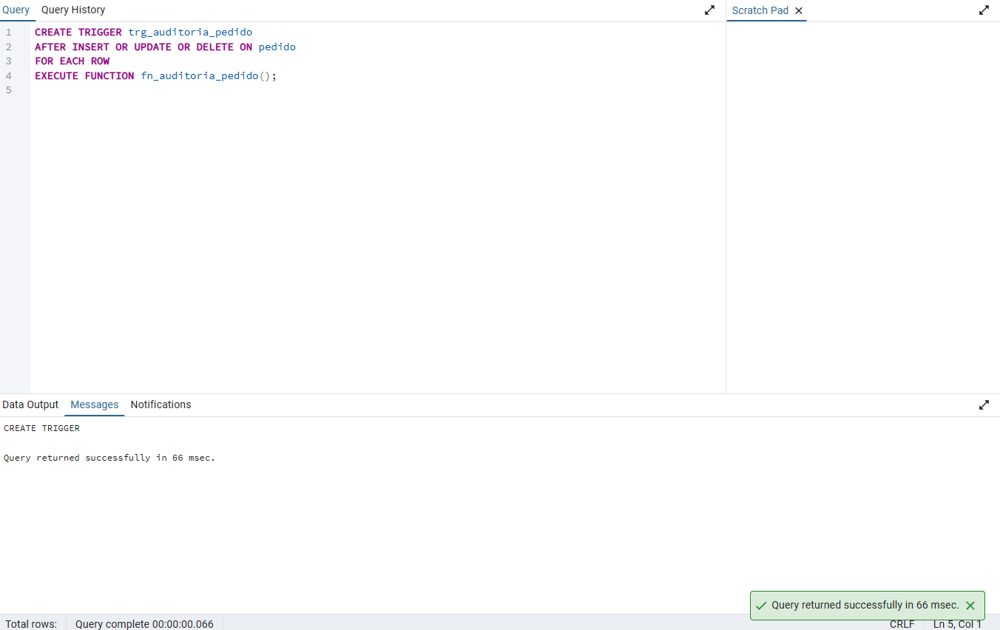 Query Query History
Scratch Pad
1 CREATE TRIGGER trg_auditoria_pedido
2 AFTER INSERT OR UPDATE OR DELETE ON pedido
3 FOR EACH ROW
4 EXECUTE FUNCTION fn_auditoria_pedido();
5
Data Output Messages Notifications
CREATE TRIGGER
Query returned successfully in 66 msec.
Query returned successfully in 66 msec.
Total rows: Query complete 00:00:00.066
CRLF Ln 5, Col 1